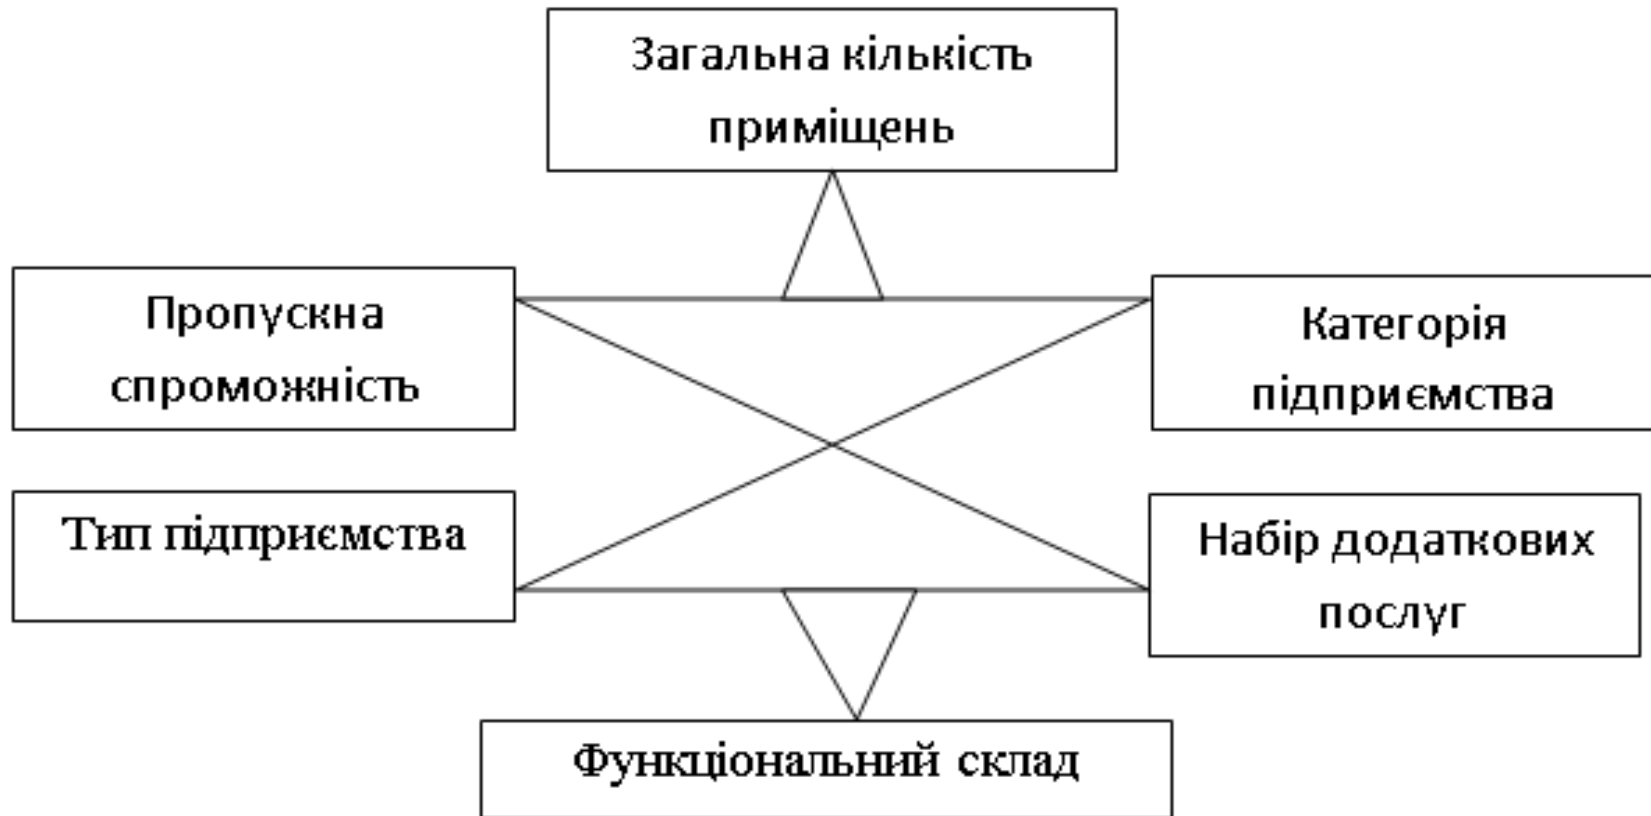 Загальна кількість
приміщень
Пропускна
спроможність
Категорія
підприємства
Тип підприємства
Набір додаткових
послуг
Функціональний склад